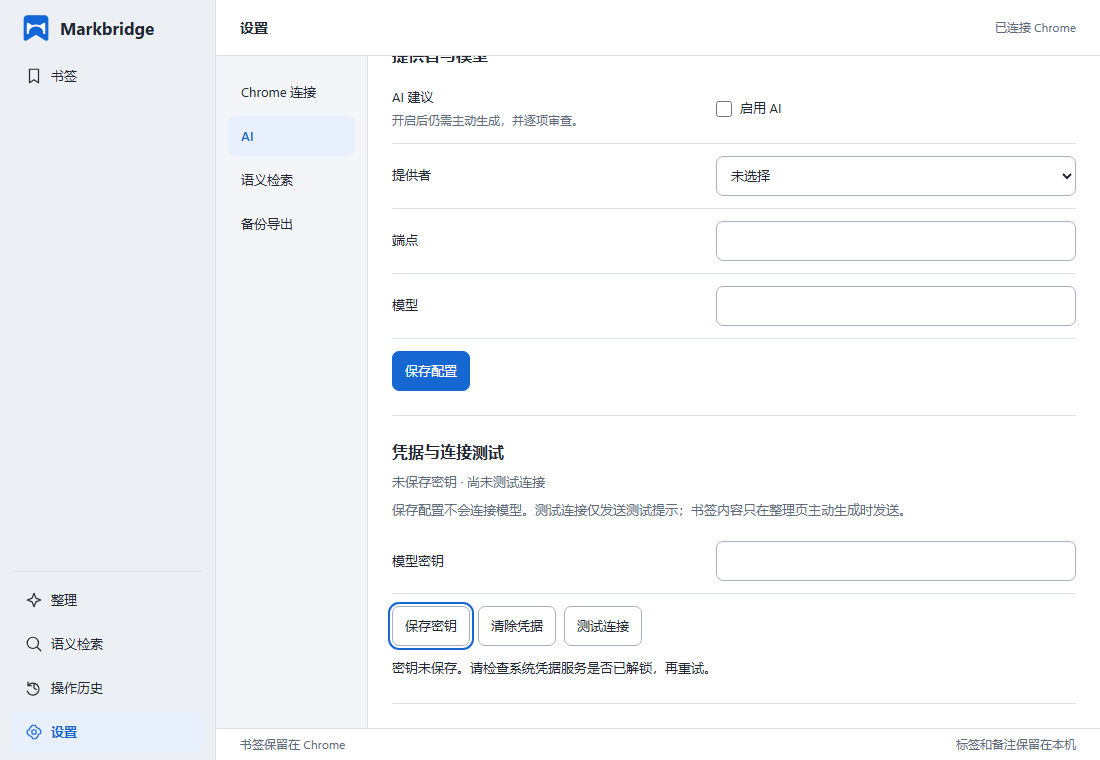 Markbridge
设置
已连接 Chrome
书签
Chrome 连接
AI
语义检索
备份导出
提供者与模型
AI 建议
开启后仍需主动生成，并逐项审查。
启用 AI
提供者
未选择
端点
模型
保存配置
凭据与连接测试
未保存密钥 · 尚未测试连接
保存配置不会连接模型。测试连接仅发送测试提示；书签内容只在整理页主动生成时发送。
模型密钥
保存密钥
清除凭据
测试连接
密钥未保存。请检查系统凭据服务是否已解锁，再重试。
整理
语义检索
操作历史
设置
书签保留在 Chrome
标签和备注保留在本机